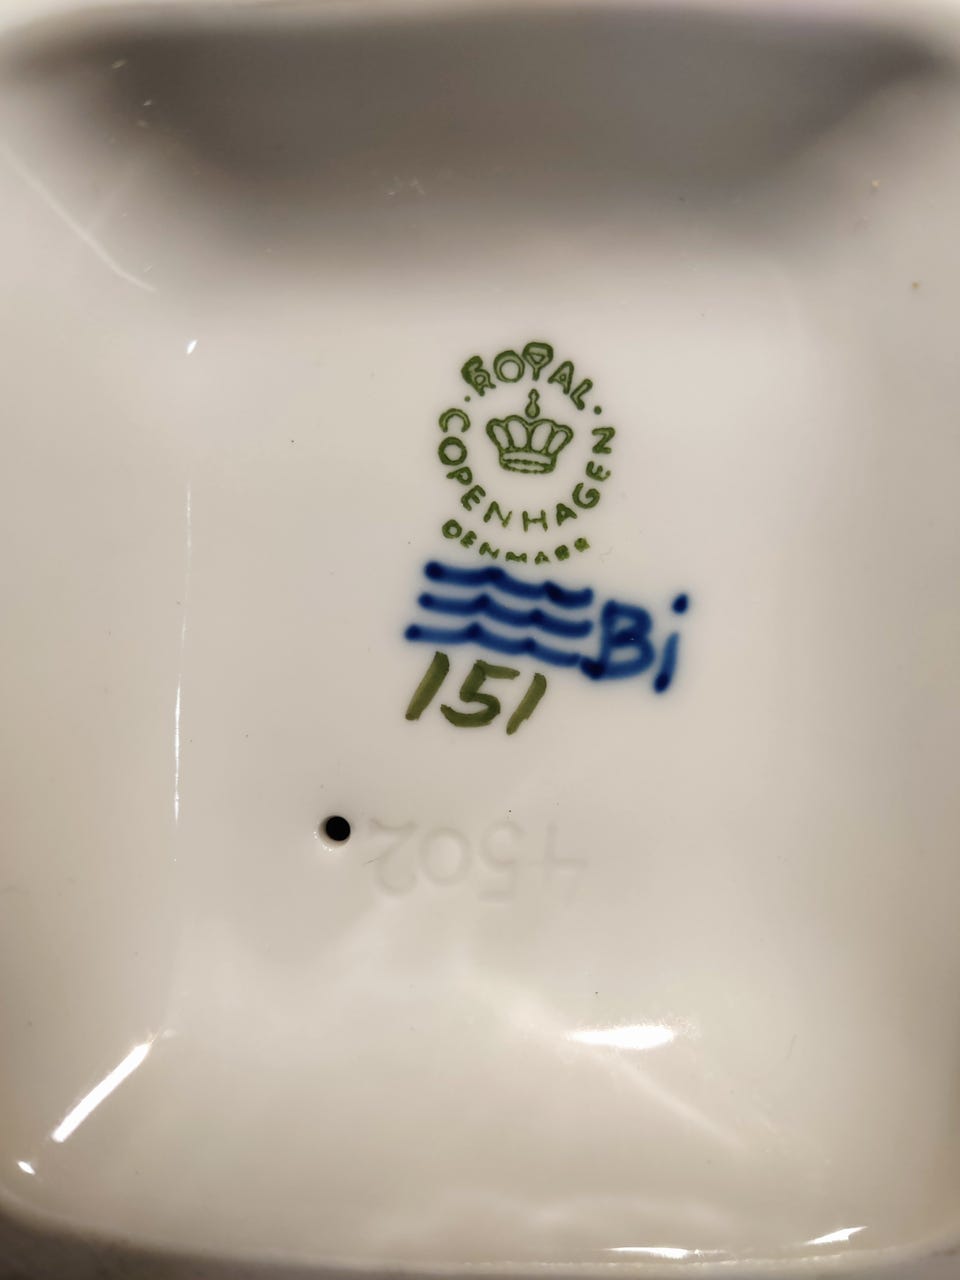 ROYAL
COPENHAGEN
DENMARK
Bi
151
4502